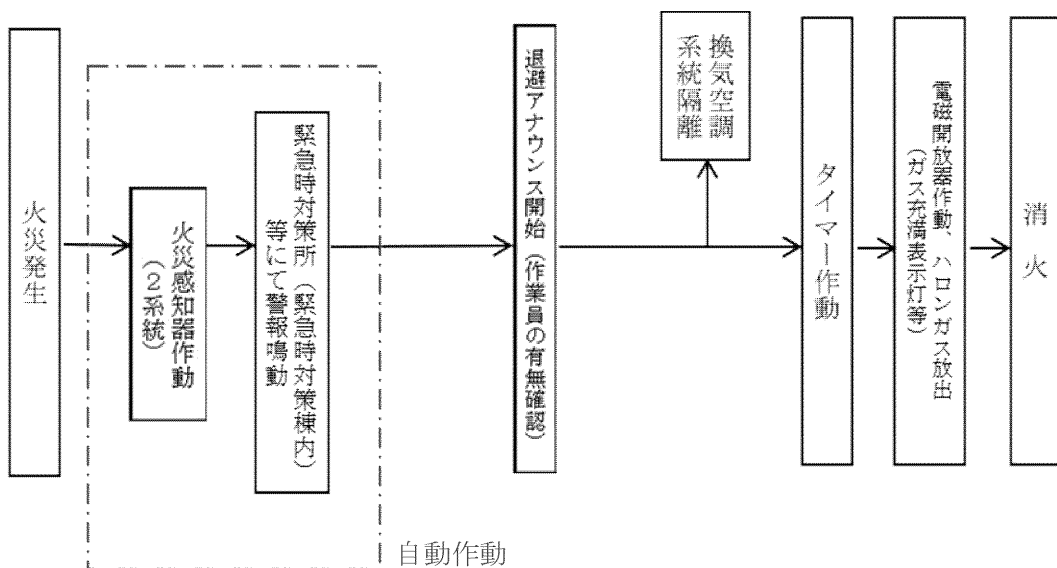 火災発生
火災感知器作動
（２系統）
緊急時対策所（緊急時対策棟内）
等にて警報鳴動
退避アナウンス開始（作業員の有無確認）
換気空調
系統隔離
タイマー作動
電磁開放器作動、ハロンガス放出
（ガス充満表示灯等）
消火
自動作動